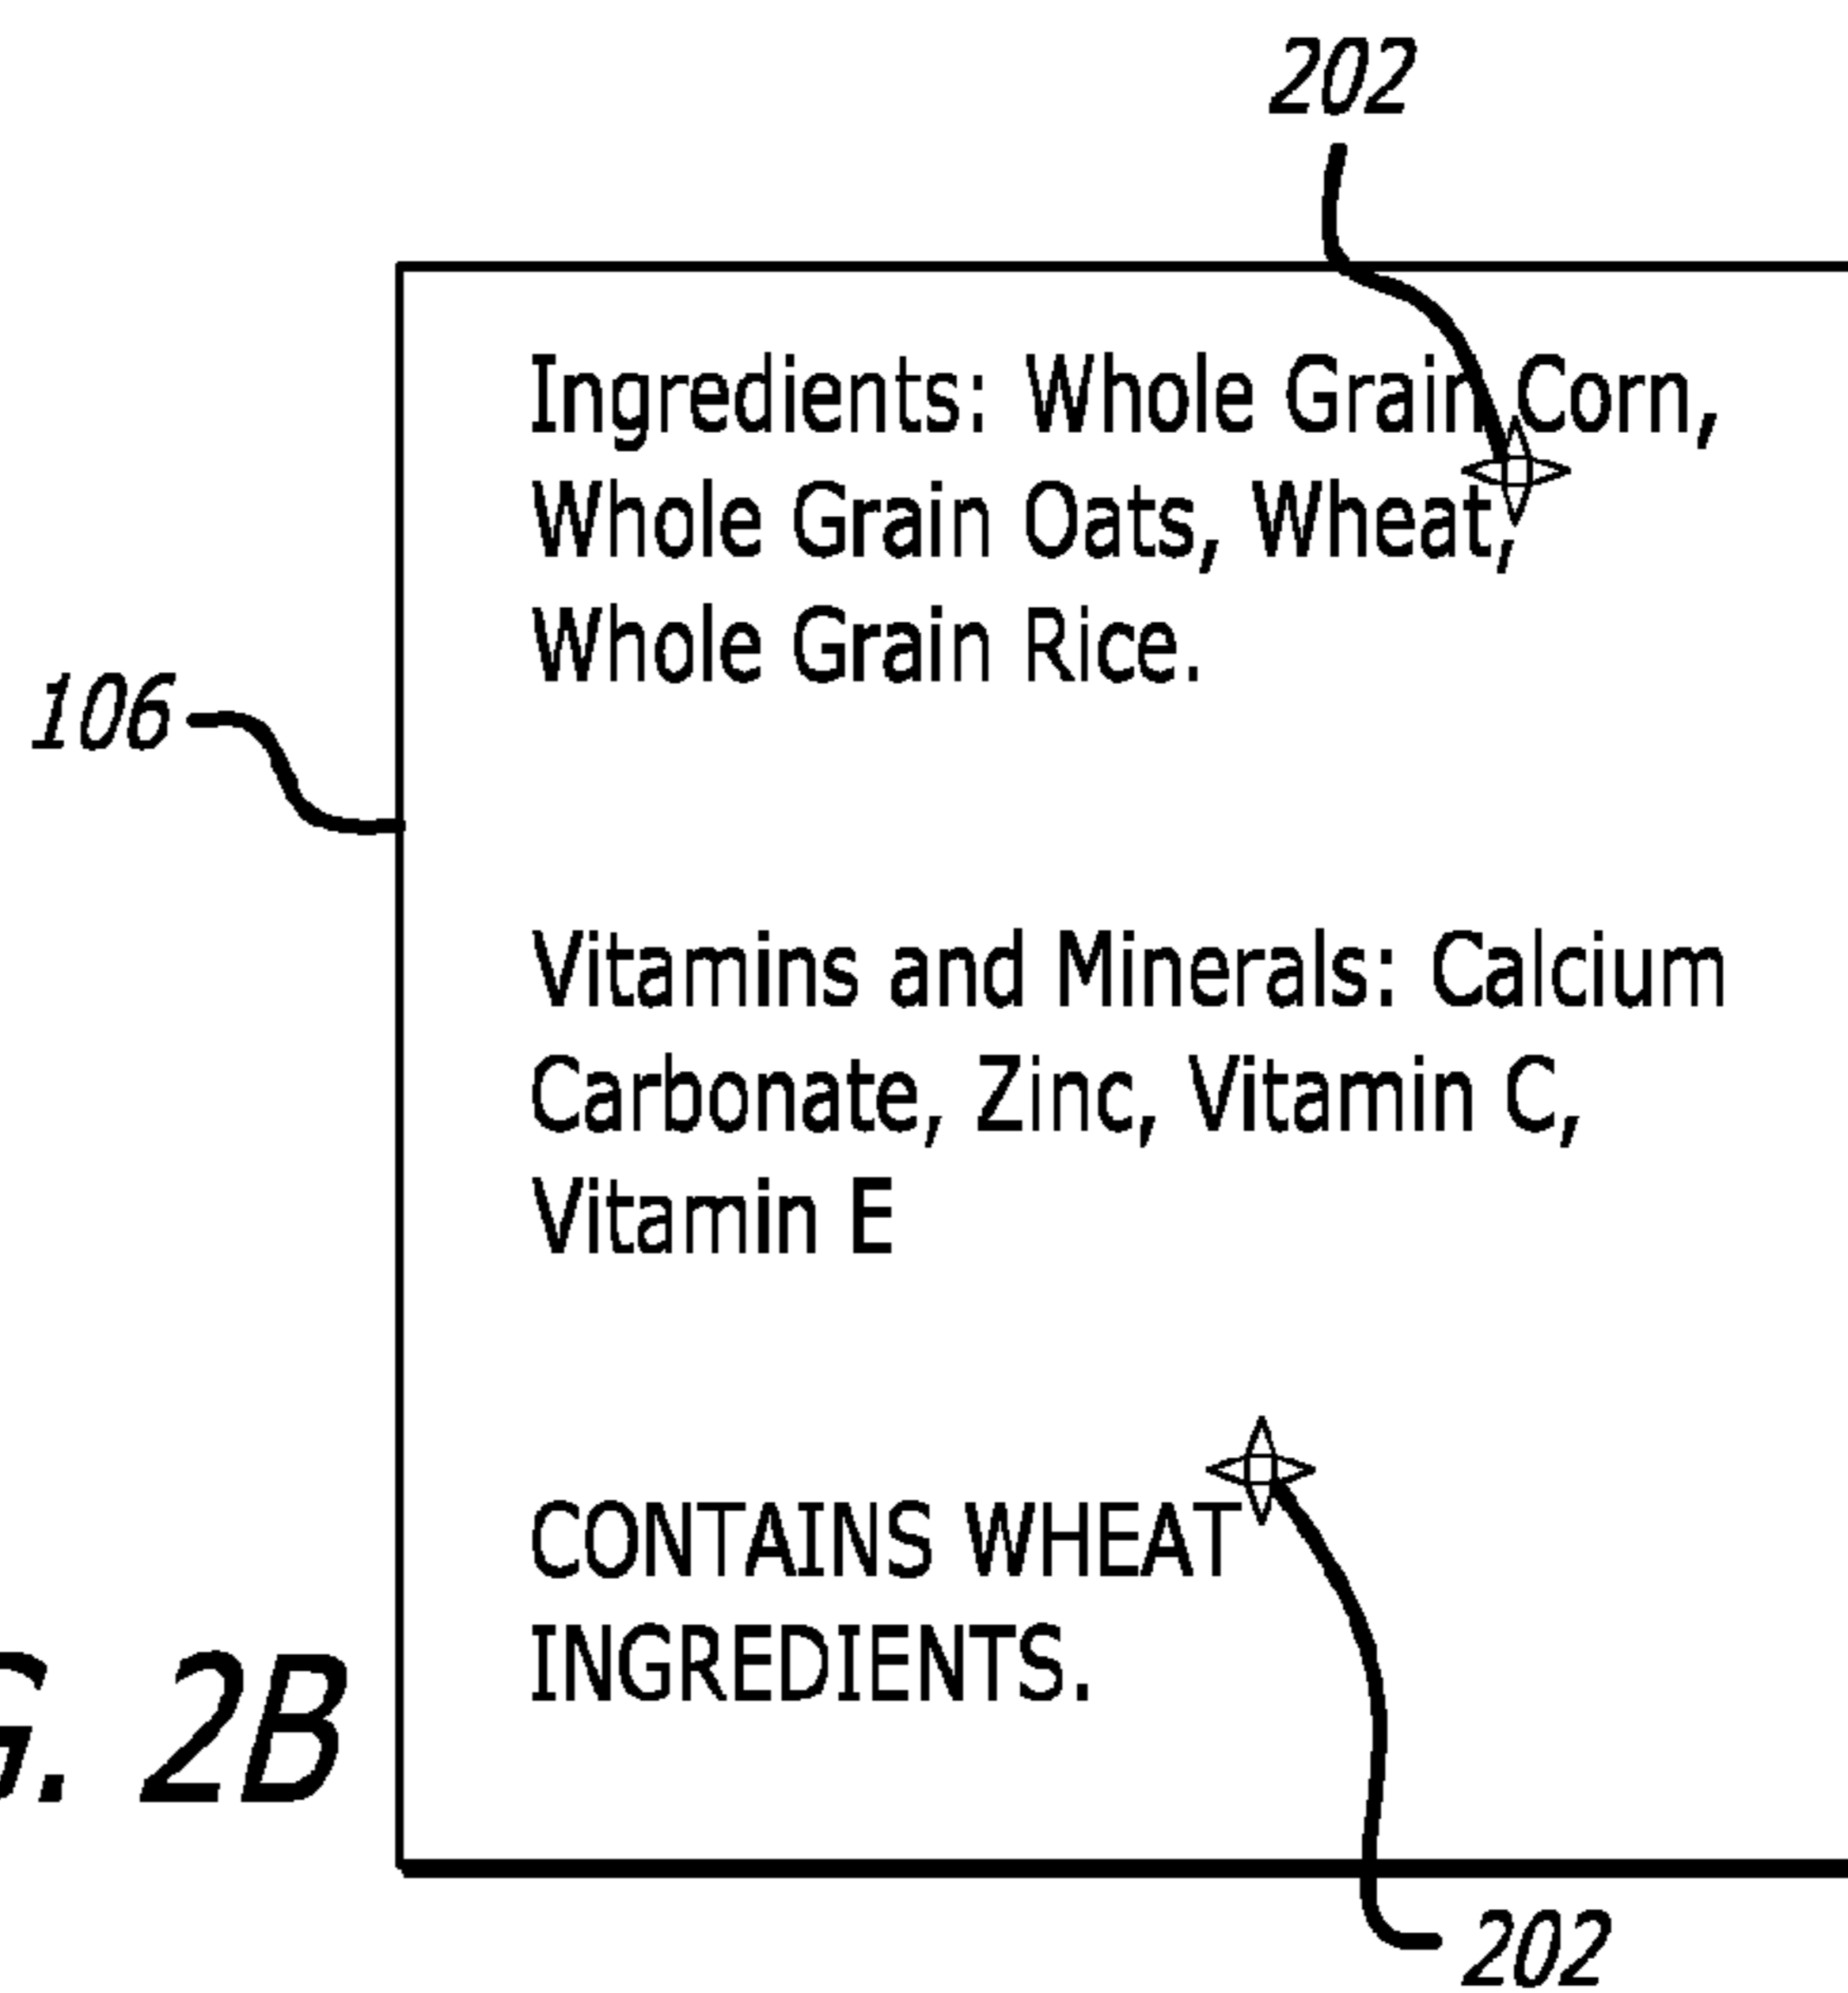 202
Ingredients: Whole Grain Corn,
Whole Grain Oats, Wheat,
Whole Grain Rice.
106
Vitamins and Minerals: Calcium
Carbonate, Zinc, Vitamin C,
Vitamin E
CONTAINS WHEAT
INGREDIENTS.
G. 2B
202